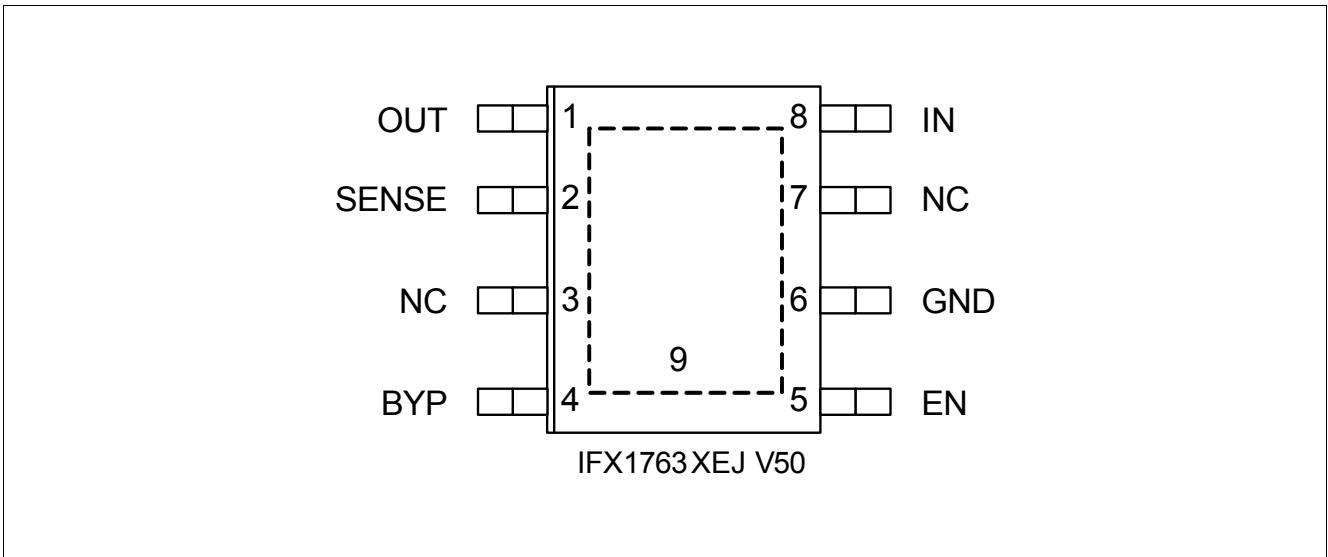 OUT 1 8 IN
SENSE 2 7 NC
NC 3 6 GND
9
BYP 4 5 EN
IFX1763XEJ V50